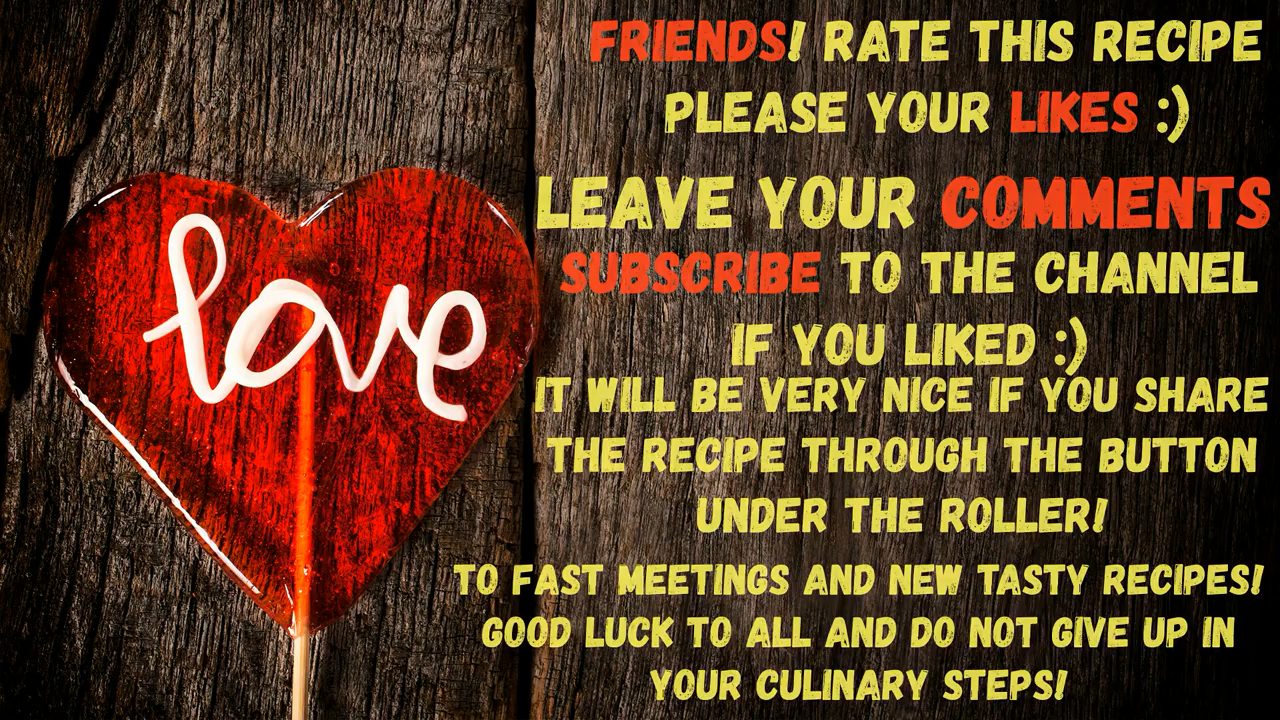 love
FRIENDS! RATE THIS RECIPE
PLEASE YOUR LIKES :)
LEAVE YOUR COMMENTS
SUBSCRIBE TO THE CHANNEL
IF YOU LIKED :)
IT WILL BE VERY NICE IF YOU SHARE
THE RECIPE THROUGH THE BUTTON
UNDER THE ROLLER!
TO FAST MEETINGS AND NEW TASTY RECIPES!
GOOD LUCK TO ALL AND DO NOT GIVE UP IN
YOUR CULINARY STEPS!